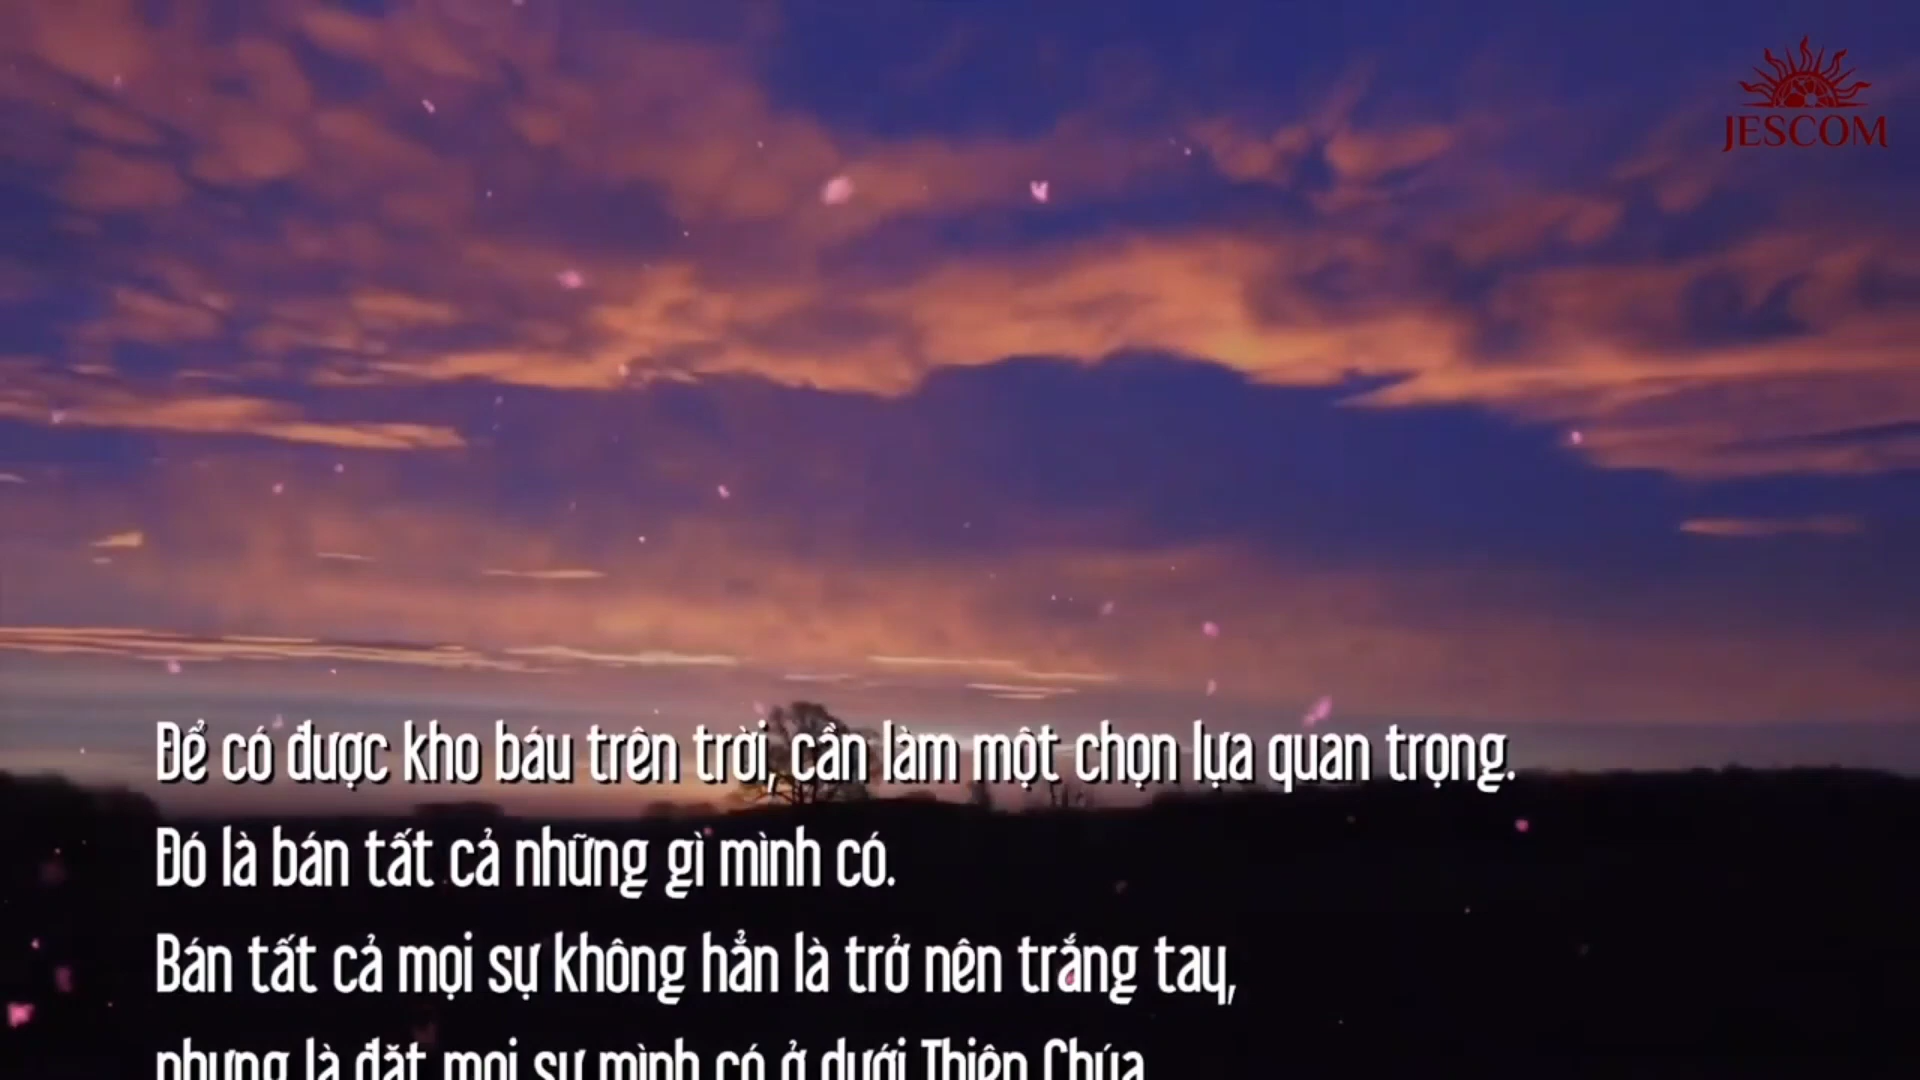 JESCOM
Để có được kho báu trên trời, cần làm một chọn lựa quan trọng.
Đó là bán tất cả những gì mình có.
Bán tất cả mọi sự không hẳn là trở nên trắng tay,
nhưng là đặt mọi sự mình có ở dưới Thiên Chúa